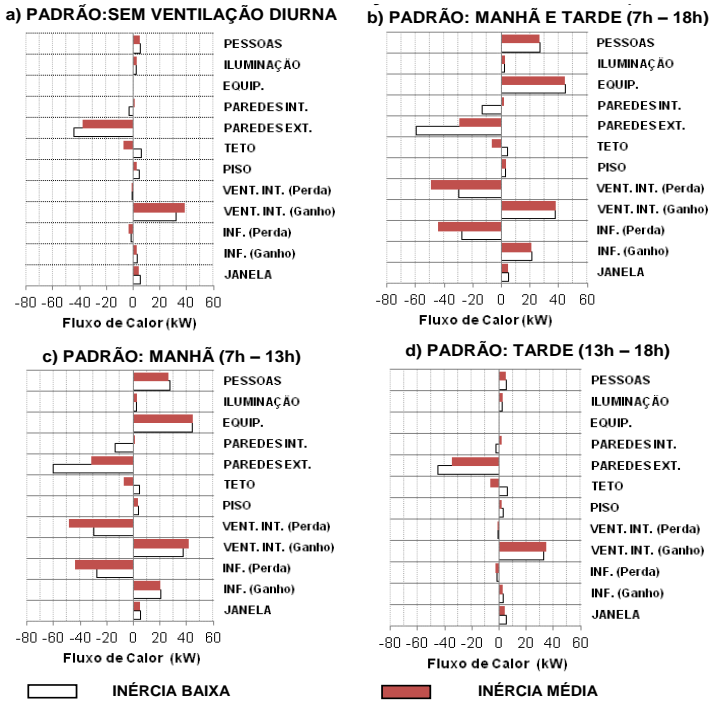 a) PADRÃO:SEM VENTILAÇÃO DIURNA
PESSOAS
ILUMINAÇÃO
EQUIP.
PAREDES INT.
PAREDES EXT.
TETO
PISO
VENT. INT. (Perda)
VENT. INT. (Ganho)
INF. (Perda)
INF. (Ganho)
JANELA
-80 -60 -40 -20 0 20 40 60
Fluxo de Calor (kW)
b) PADRÃO: MANHÃ E TARDE (7h – 18h)
PESSOAS
ILUMINAÇÃO
EQUIP.
PAREDES INT.
PAREDES EXT.
TETO
PISO
VENT. INT. (Perda)
VENT. INT. (Ganho)
INF. (Perda)
INF. (Ganho)
JANELA
-80 -60 -40 -20 0 20 40 60
Fluxo de Calor (kW)
c) PADRÃO: MANHÃ (7h – 13h)
PESSOAS
ILUMINAÇÃO
EQUIP.
PAREDES INT.
PAREDES EXT.
TETO
PISO
VENT. INT. (Perda)
VENT. INT. (Ganho)
INF. (Perda)
INF. (Ganho)
JANELA
-80 -60 -40 -20 0 20 40 60
Fluxo de Calor (kW)
d) PADRÃO: TARDE (13h – 18h)
PESSOAS
ILUMINAÇÃO
EQUIP.
PAREDES INT.
PAREDES EXT.
TETO
PISO
VENT. INT. (Perda)
VENT. INT. (Ganho)
INF. (Perda)
INF. (Ganho)
JANELA
-80 -60 -40 -20 0 20 40 60
Fluxo de Calor (kW)
INÉRCIA BAIXA
INÉRCIA MÉDIA